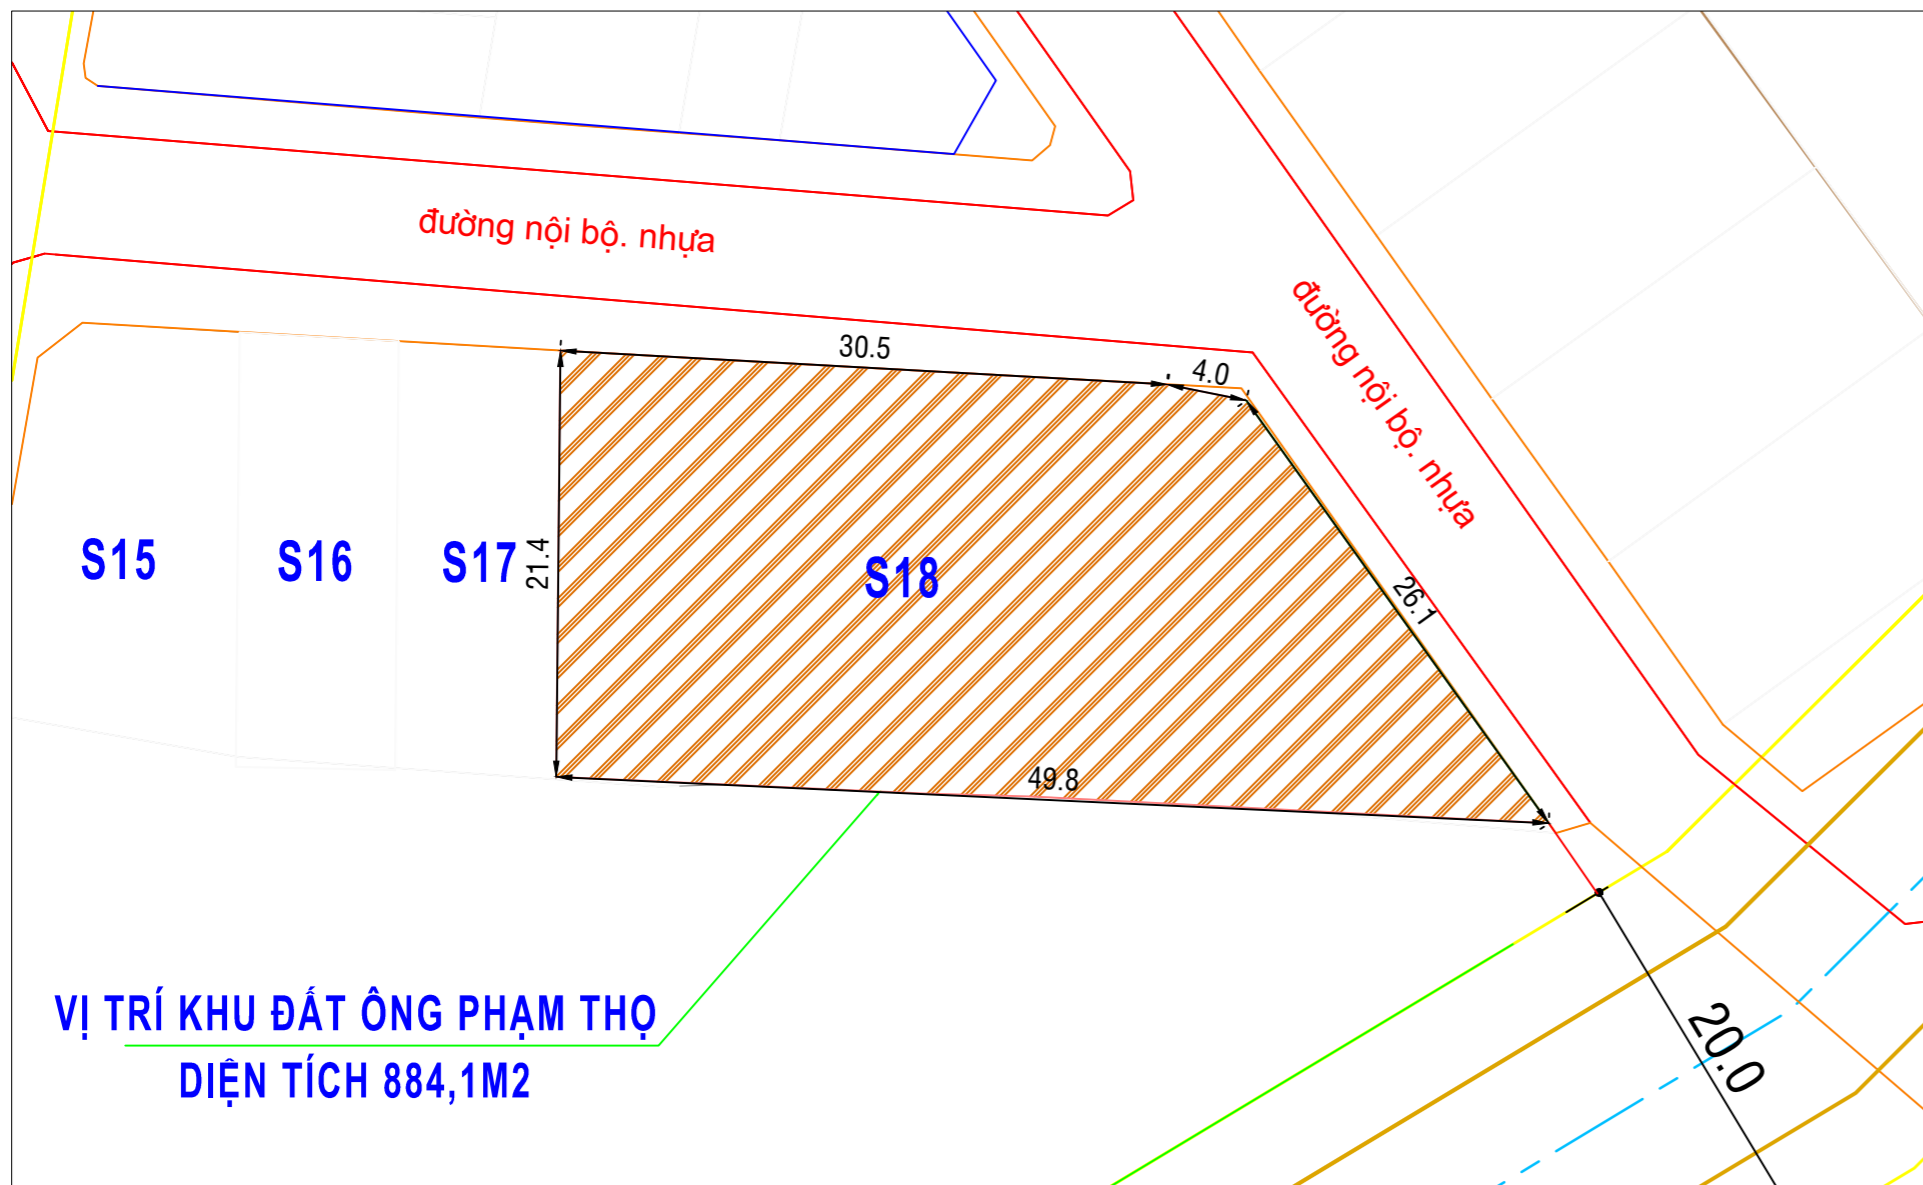 đường nội bộ. nhựa
đường nội bộ. nhựa
30.5
4.0
S15
S16
S17
21.4
S18
26.1
49.8
VỊ TRÍ KHU ĐẤT ÔNG PHẠM THỌ
DIỆN TÍCH 884,1M2
20.0